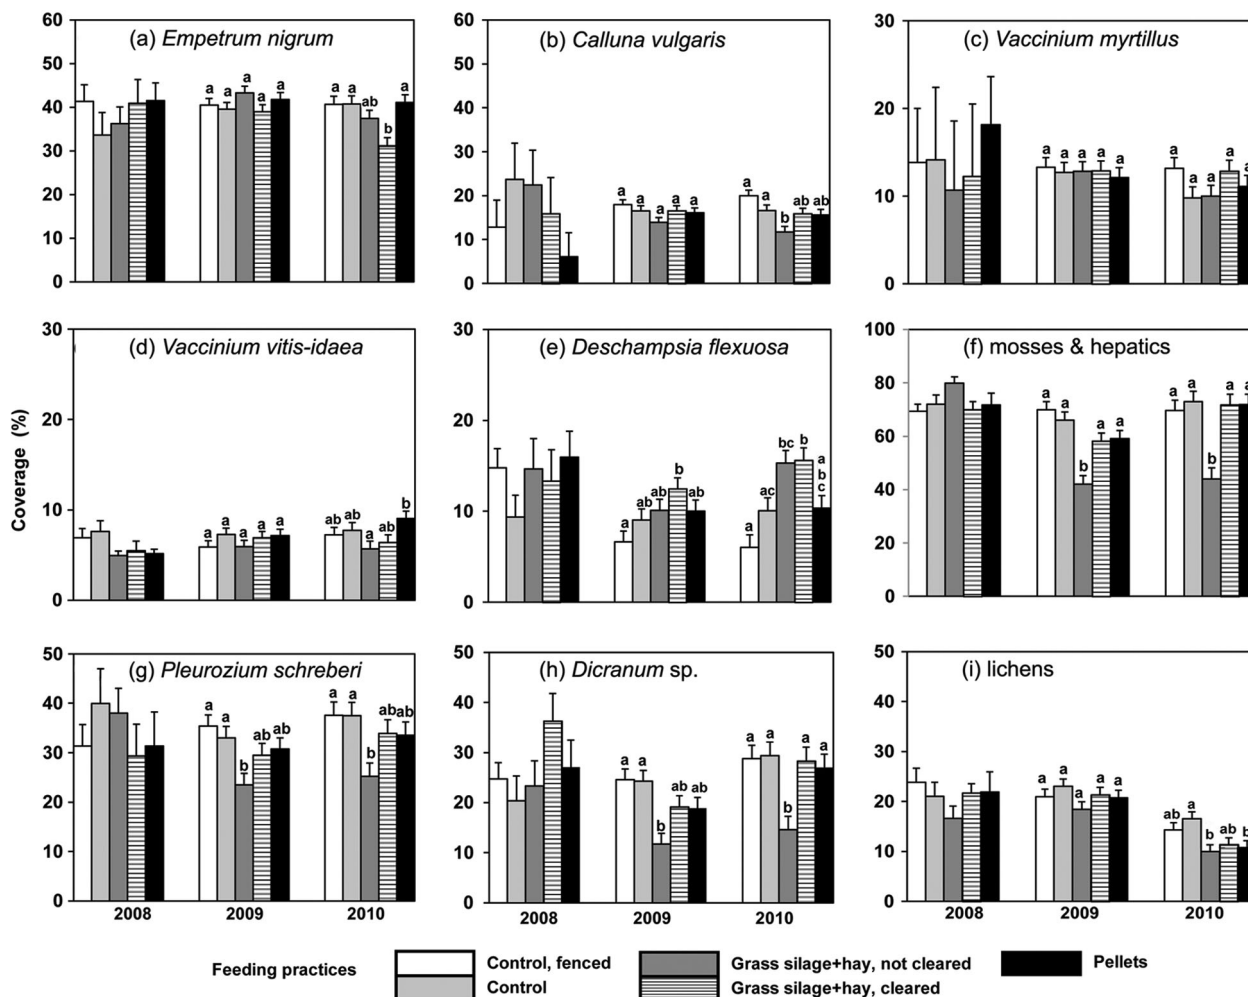 Coverage (%)
(a) Empetrum nigrum
60
50
40
30
20
10
0
a a a a a
a a ab b a
(b) Calluna vulgaris
60
50
40
30
20
10
0
a a a a a
a a b ab ab
(c) Vaccinium myrtillus
30
20
10
0
a a a a a
a a a a a
(d) Vaccinium vitis-idaea
30
20
10
0
a a a a a
ab ab a ab b
(e) Deschampsia flexuosa
30
20
10
0
a ab ab b ab
a ac bc b a
b
c
(f) mosses & hepatics
100
80
60
40
20
0
a a b a a
a a b a a
(g) Pleurozium schreberi
50
40
30
20
10
0
a a b ab ab
a a b ab ab
2008 2009 2010
(h) Dicranum sp.
50
40
30
20
10
0
a a b ab ab
a a b a a
2008 2009 2010
(i) lichens
50
40
30
20
10
0
a a a a a
ab a b ab b
2008 2009 2010
Feeding practices
Control, fenced
Control
Grass silage+hay, not cleared
Grass silage+hay, cleared
Pellets